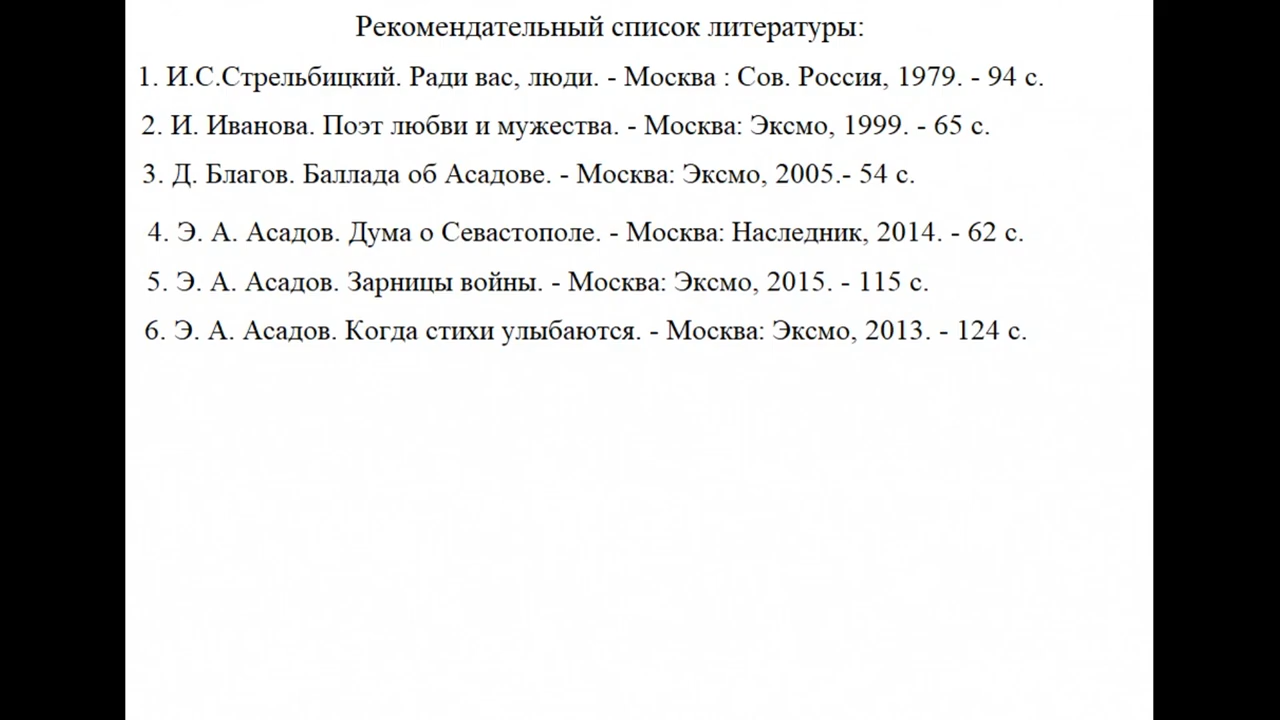 Рекомендательный список литературы:
1. И.С.Стрельбицкий. Ради вас, люди. - Москва : Сов. Россия, 1979. - 94 с.
2. И. Иванова. Поэт любви и мужества. - Москва: Эксмо, 1999. - 65 с.
3. Д. Благов. Баллада об Асадове. - Москва: Эксмо, 2005.- 54 с.
4. Э. А. Асадов. Дума о Севастополе. - Москва: Наследник, 2014. - 62 с.
5. Э. А. Асадов. Зарницы войны. - Москва: Эксмо, 2015. - 115 с.
6. Э. А. Асадов. Когда стихи улыбаются. - Москва: Эксмо, 2013. - 124 с.